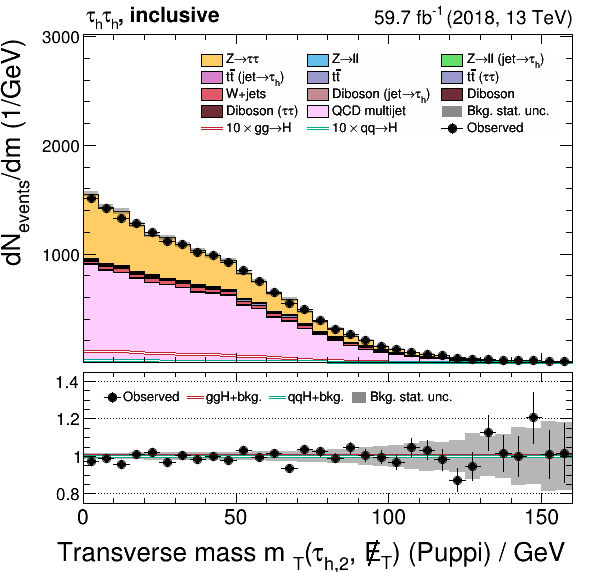 τhτh, inclusive 59.7 fb-1 (2018, 13 TeV)
3000
Z→ττ Z→ll Z→ll (jet→τh)
tt̄ (jet→τh) tt̄ tt̄ (ττ)
W+jets Diboson (jet→τh) Diboson
Diboson (ττ) QCD multijet Bkg. stat. unc.
10 × gg→H 10 × qq→H Observed
2000
1000
dNevents/dm (1/GeV)
1.4
Observed ggH+bkg. qqH+bkg. Bkg. stat. unc.
1.2
1.0
0.8
0 50 100 150
Transverse mass m T(τh,2, E̸T) (Puppi) / GeV